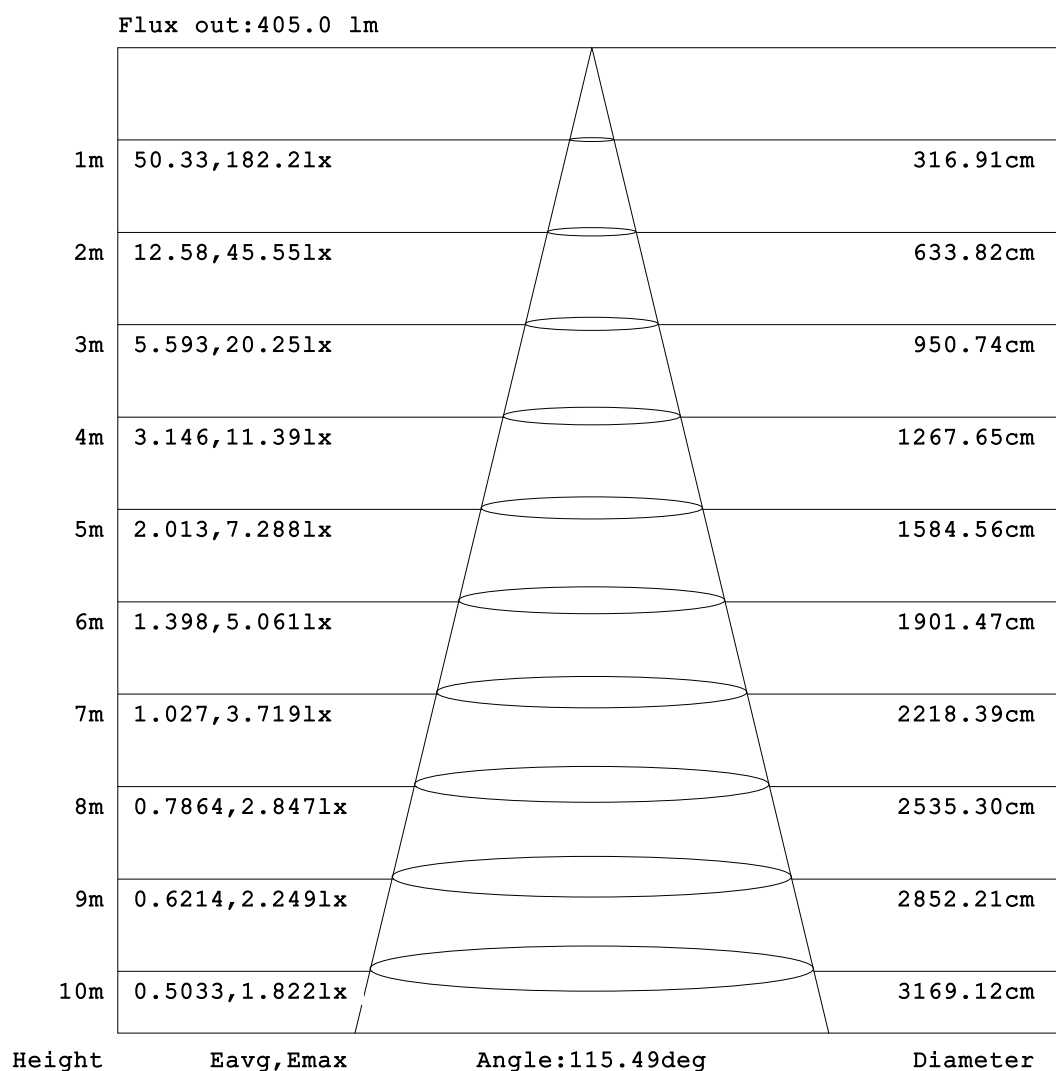 Flux out:405.0 lm
1m 50.33,182.2lx 316.91cm
2m 12.58,45.55lx 633.82cm
3m 5.593,20.25lx 950.74cm
4m 3.146,11.39lx 1267.65cm
5m 2.013,7.288lx 1584.56cm
6m 1.398,5.061lx 1901.47cm
7m 1.027,3.719lx 2218.39cm
8m 0.7864,2.847lx 2535.30cm
9m 0.6214,2.249lx 2852.21cm
10m 0.5033,1.822lx 3169.12cm
Height Eavg,Emax Angle:115.49deg Diameter